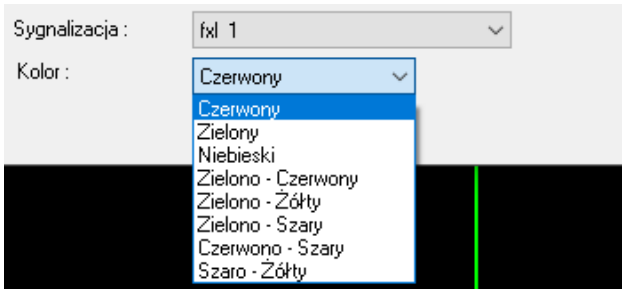 Sygnalizacja : fxl 1
Kolor : Czerwony
Czerwony
Zielony
Niebieski
Zielono - Czerwony
Zielono - Żółty
Zielono - Szary
Czerwono - Szary
Szaro - Żółty